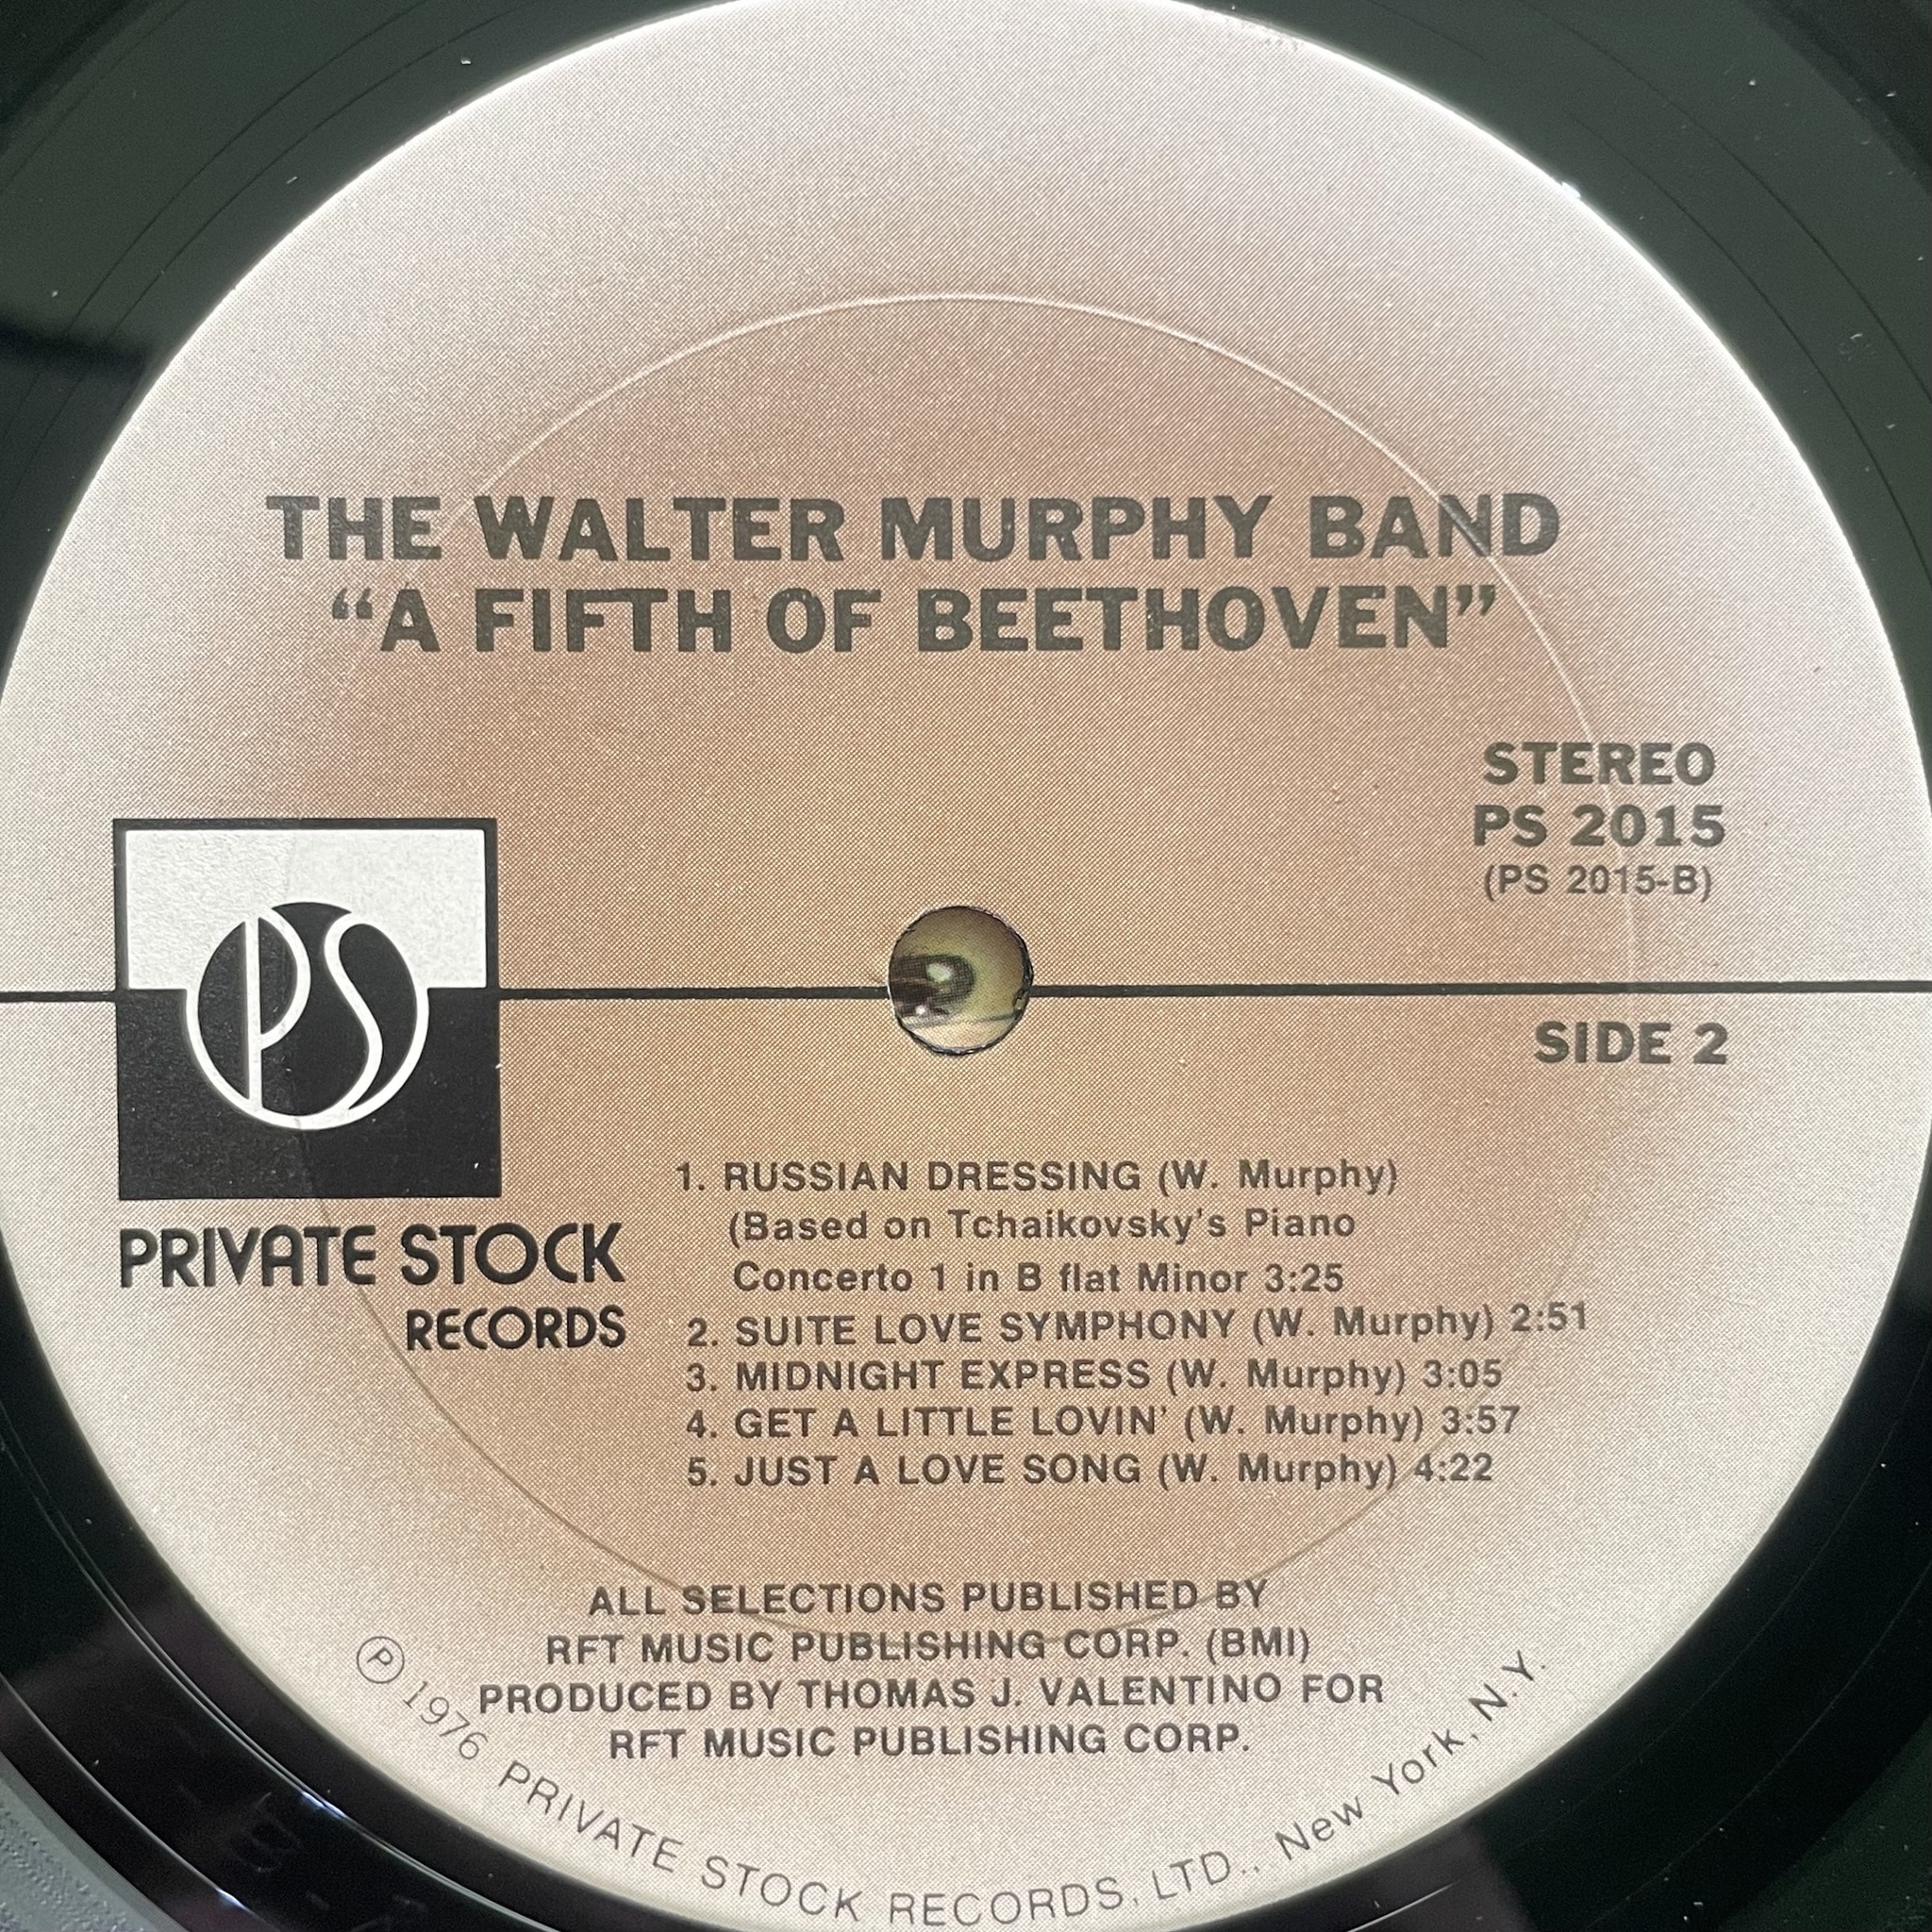 THE WALTER MURPHY BAND
“A FIFTH OF BEETHOVEN”
STEREO
PS 2015
(PS 2015-B)
PS
SIDE 2
PRIVATE STOCK
RECORDS
1. RUSSIAN DRESSING (W. Murphy)
(Based on Tchaikovsky's Piano
Concerto 1 in B flat Minor 3:25
2. SUITE LOVE SYMPHONY (W. Murphy) 2:51
3. MIDNIGHT EXPRESS (W. Murphy) 3:05
4. GET A LITTLE LOVIN' (W. Murphy) 3:57
5. JUST A LOVE SONG (W. Murphy) 4:22
ALL SELECTIONS PUBLISHED BY
RFT MUSIC PUBLISHING CORP. (BMI)
PRODUCED BY THOMAS J. VALENTINO FOR
RFT MUSIC PUBLISHING CORP.
Ⓟ 1976 PRIVATE STOCK RECORDS, LTD., New York, N.Y.